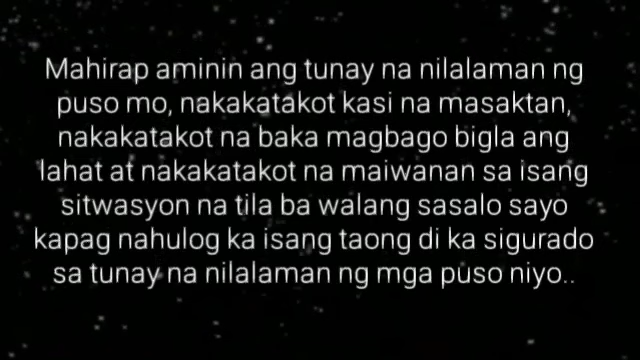 Mahirap aminin ang tunay na nilalaman ng
puso mo, nakakatakot kasi na masaktan,
nakakatakot na baka magbago bigla ang
lahat at nakakatakot na maiwanan sa isang
sitwasyon na tila ba walang sasalo sayo
kapag nahulog ka isang taong di ka sigurado
sa tunay na nilalaman ng mga puso niyo..